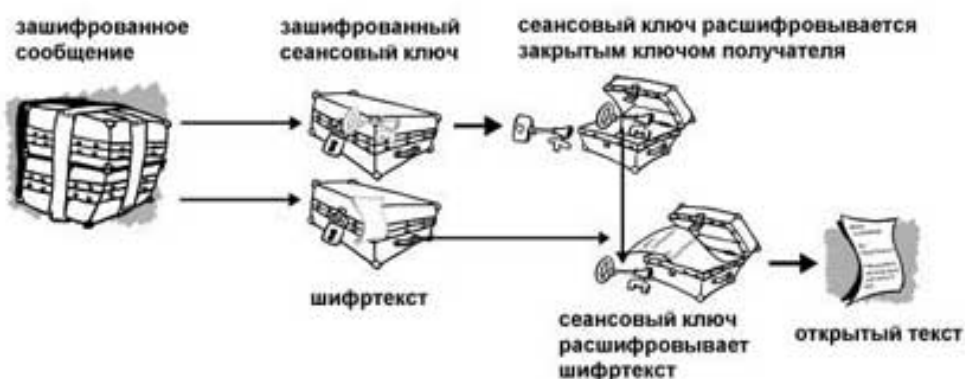 зашифрованное
сообщение
зашифрованный
сеансовый ключ
сеансовый ключ расшифровывается
закрытым ключом получателя
шифртекст
сеансовый ключ
расшифровывает
шифртекст
открытый текст